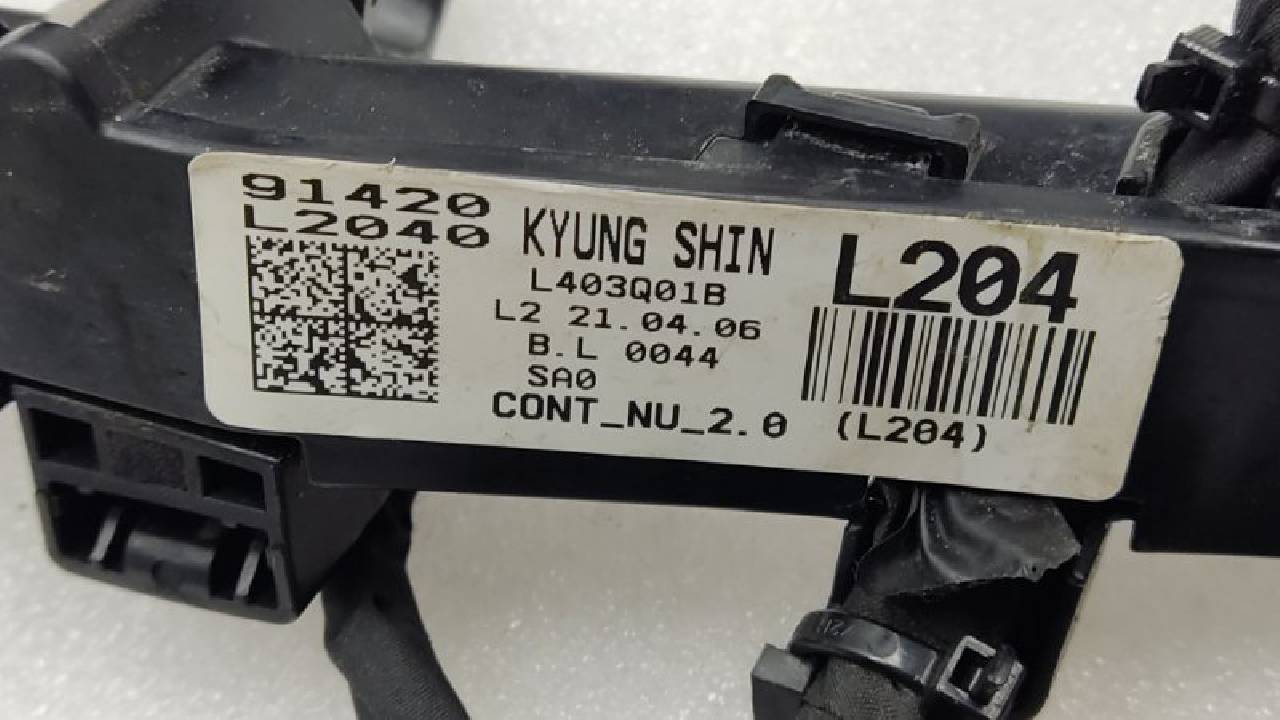 91420
L2040
KYUNG SHIN
L403Q01B
L2 21.04.06
B.L 0044
SA0
CONT_NU_2.0
L204
(L204)